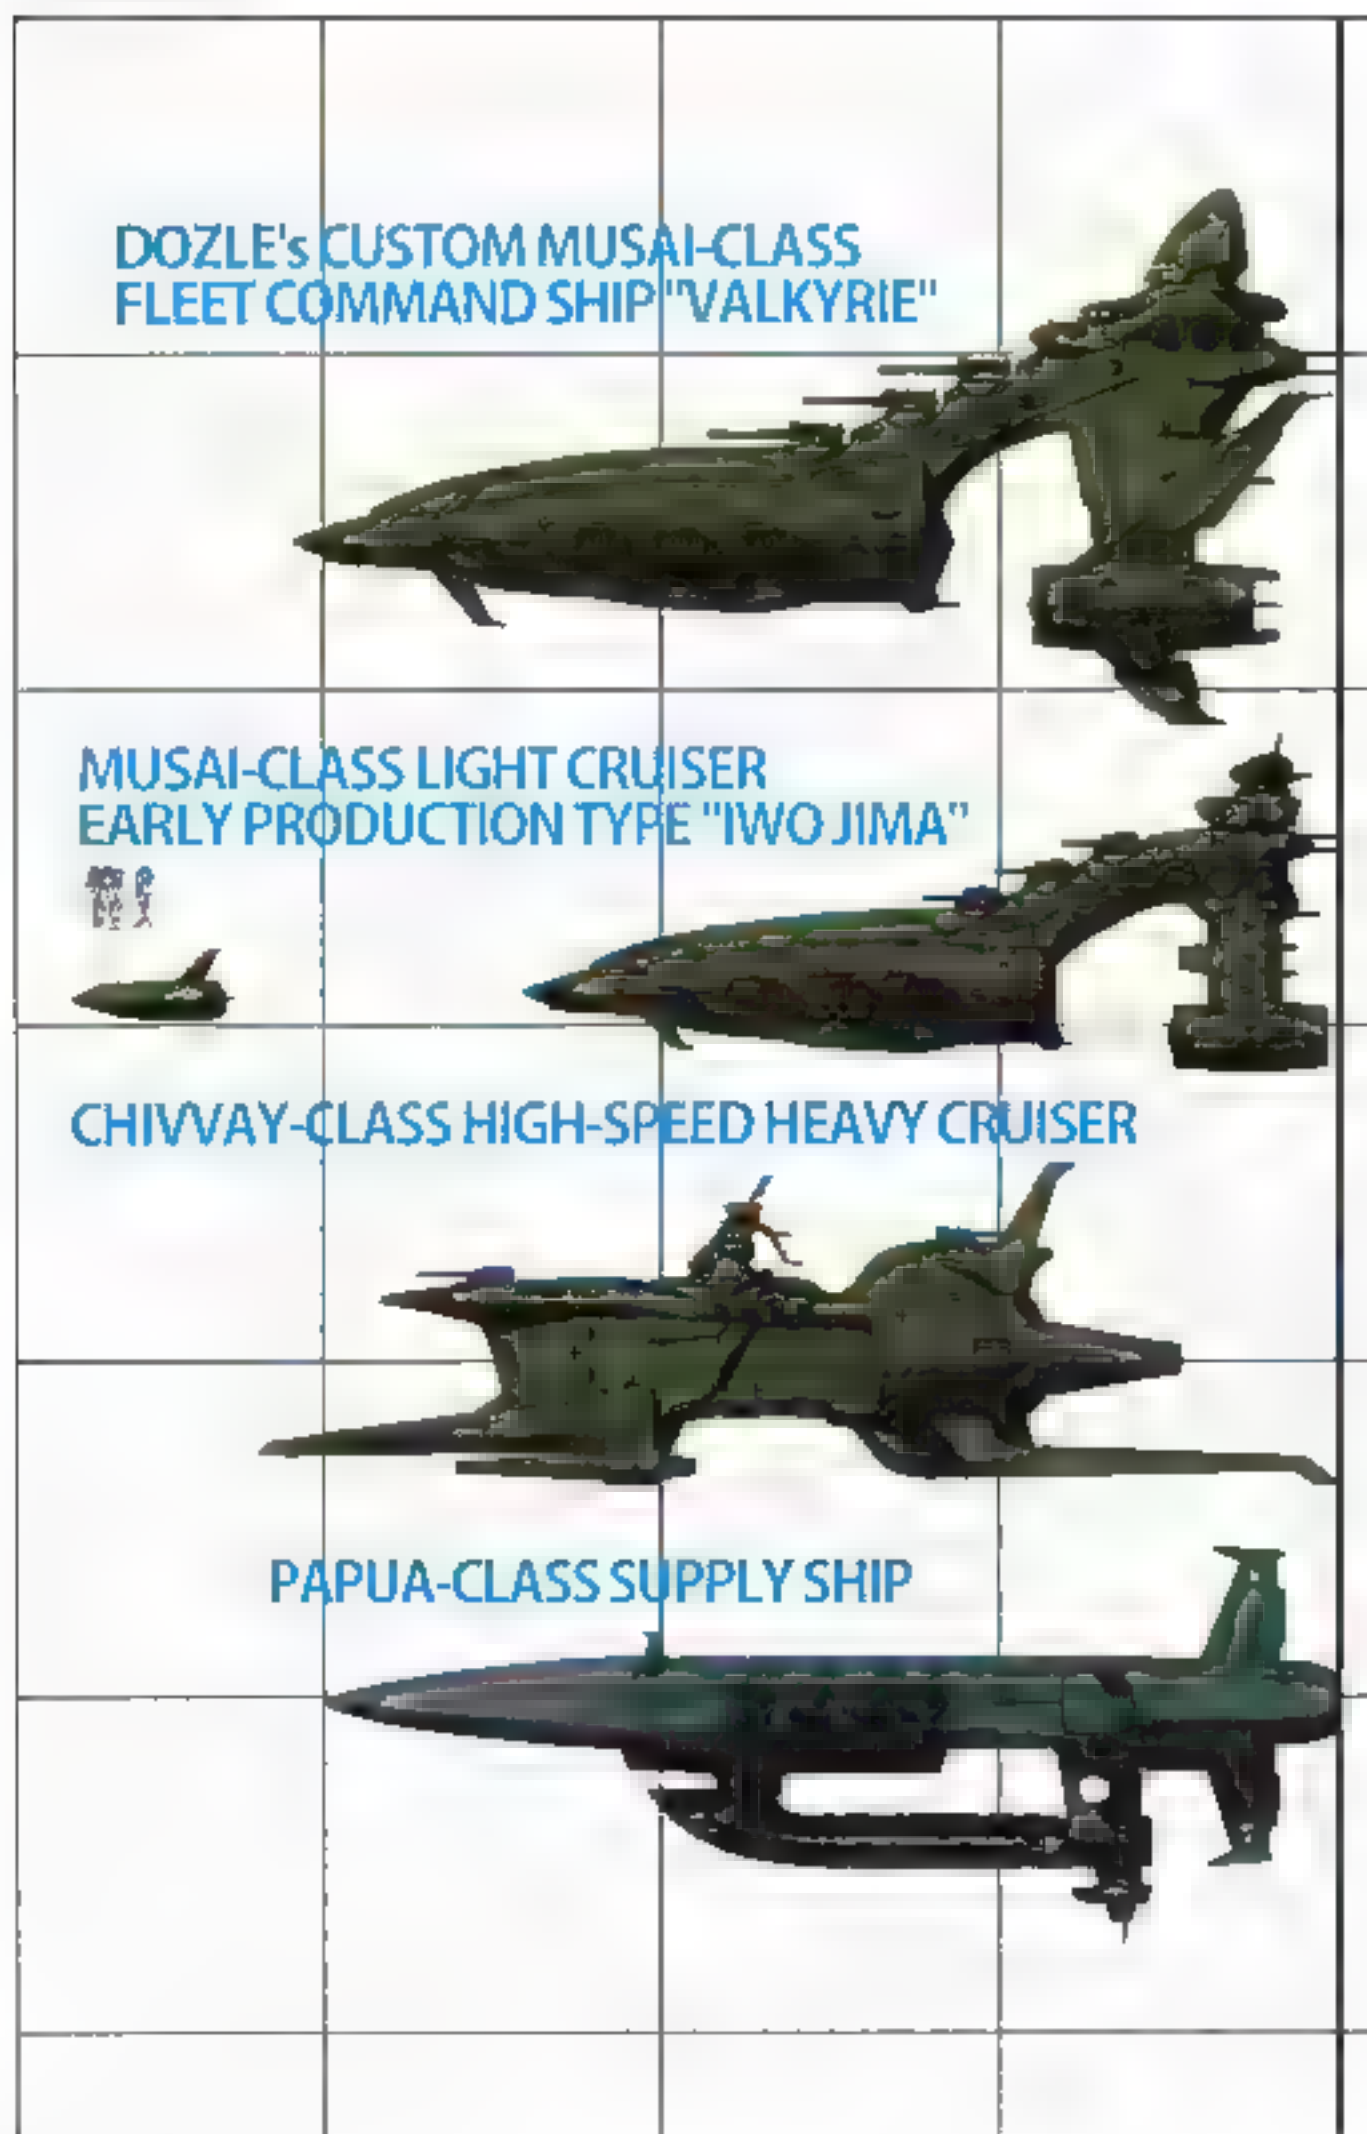 DOZLE's CUSTOM MUSAI-CLASS
FLEET COMMAND SHIP "VALKYRIE"
MUSAI-CLASS LIGHT CRUISER
EARLY PRODUCTION TYPE "IWO JIMA"
CHIVVAY-CLASS HIGH-SPEED HEAVY CRUISER
PAPUA-CLASS SUPPLY SHIP